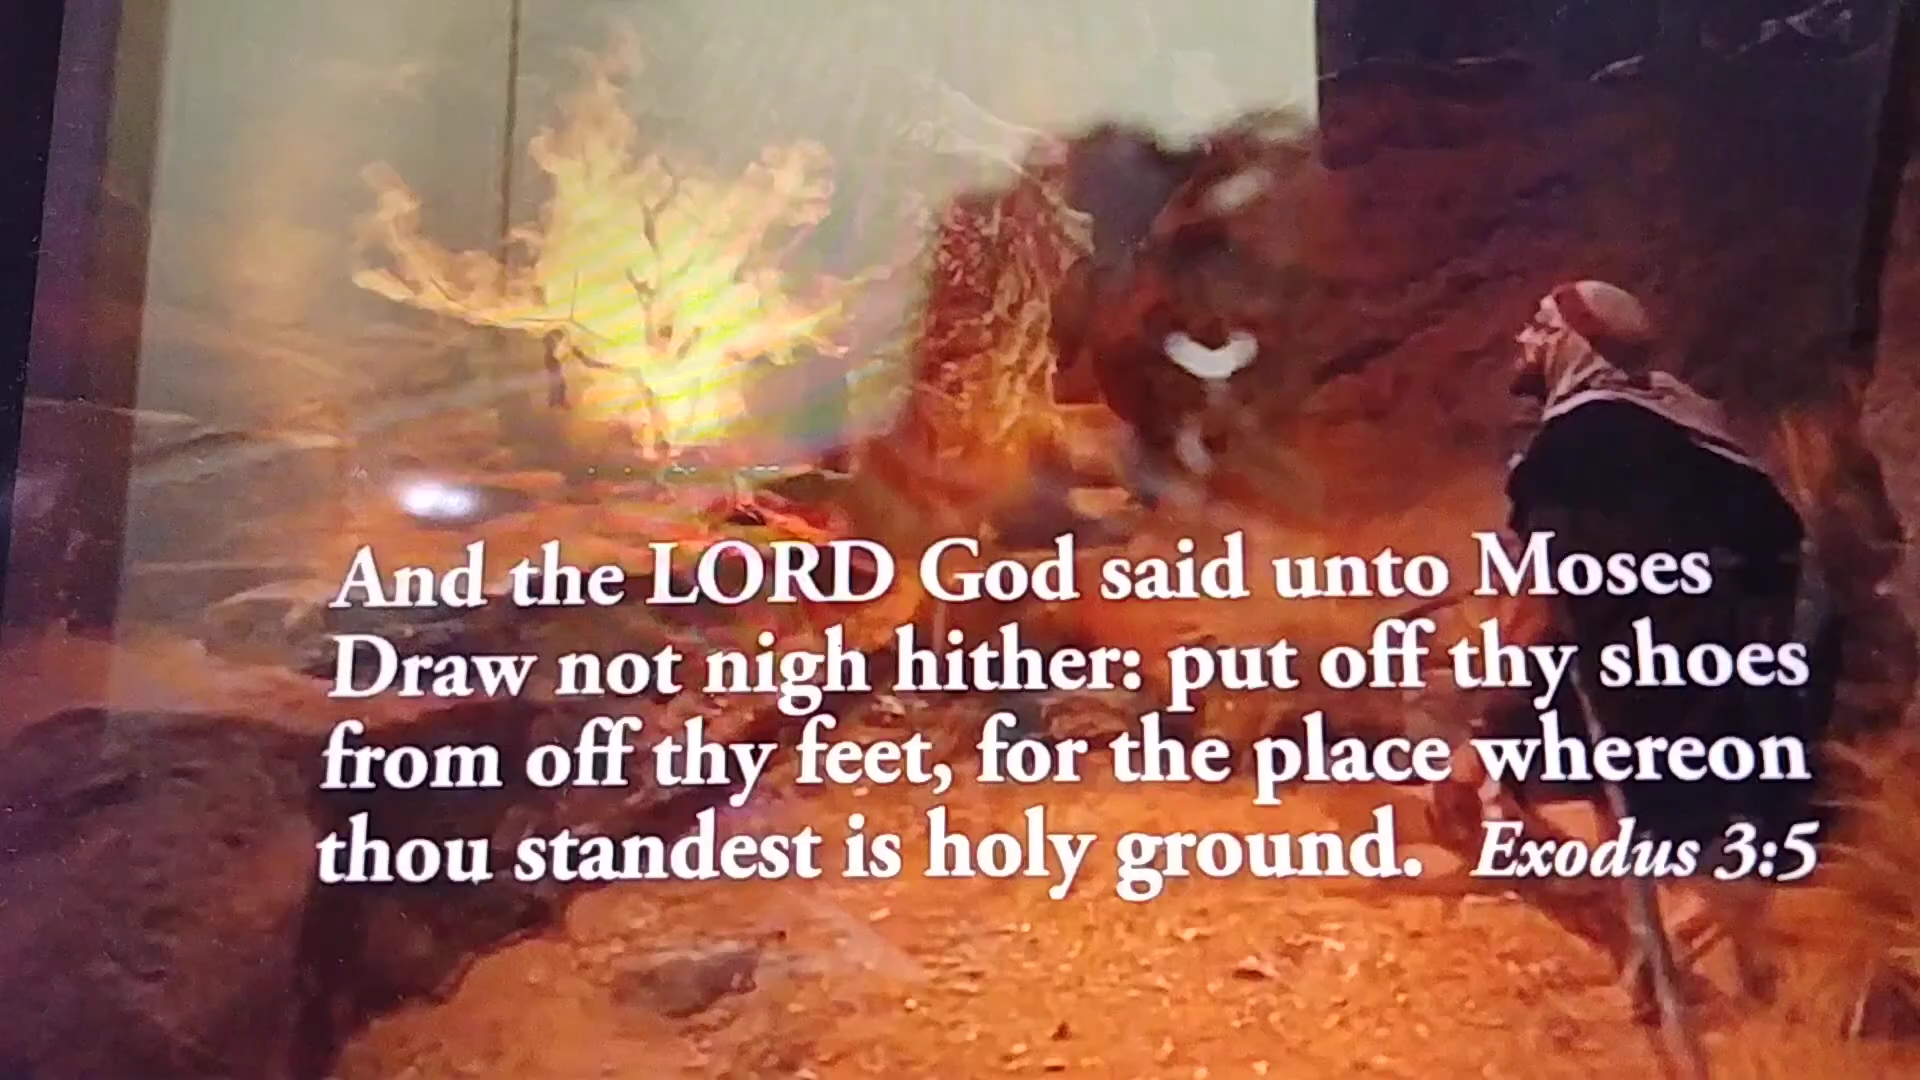 And the LORD God said unto Moses
Draw not nigh hither: put off thy shoes
from off thy feet, for the place whereon
thou standest is holy ground. Exodus 3:5